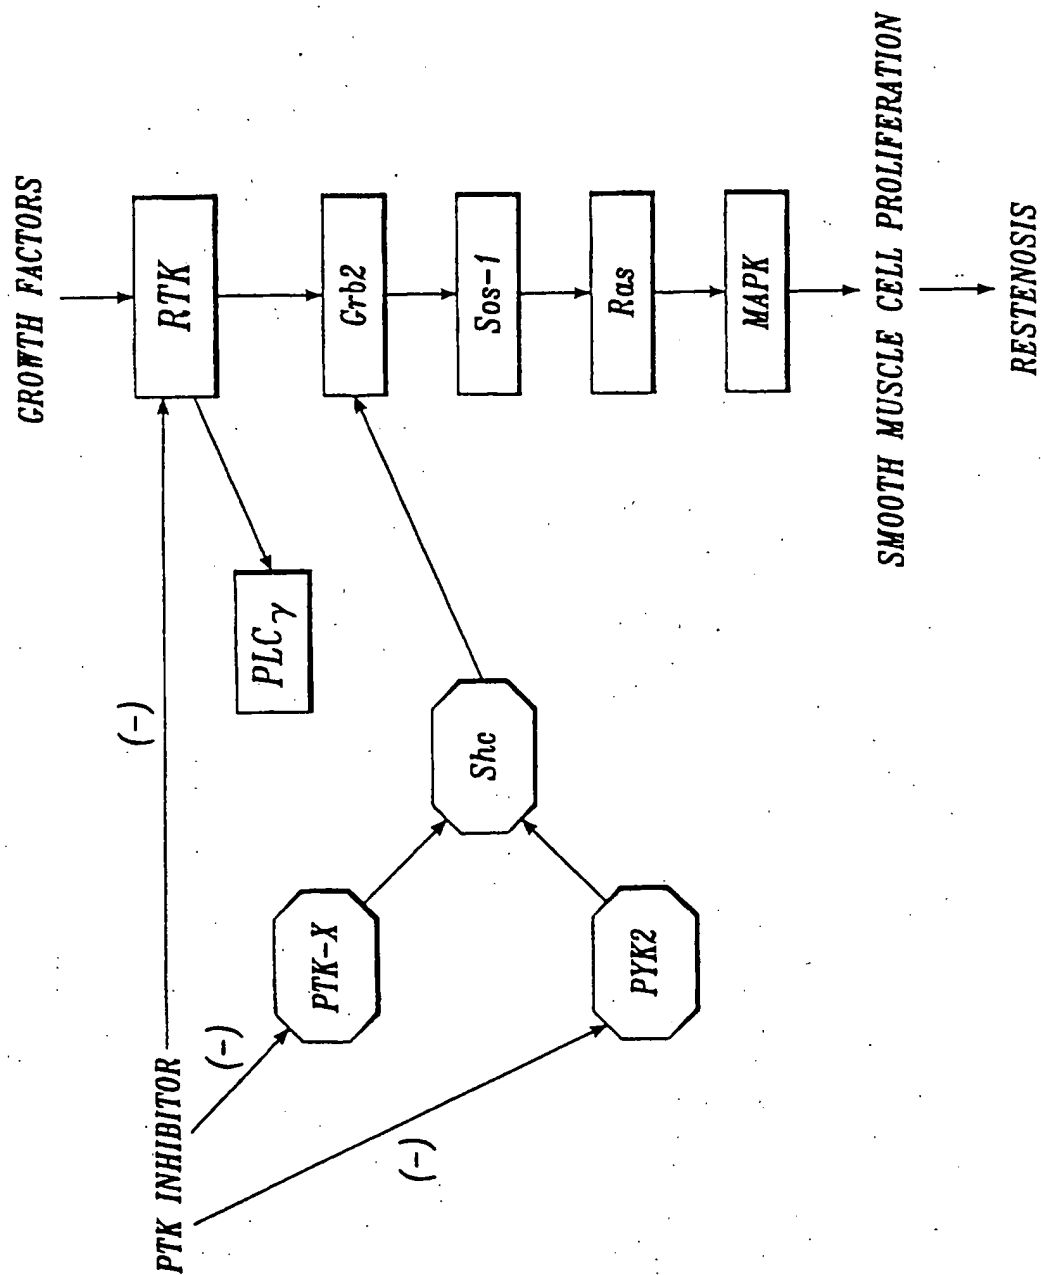 GROWTH FACTORS
RTK
PLCγ
Grb2
Sos-1
Ras
MAPK
SMOOTH MUSCLE CELL PROLIFERATION
RESTENOSIS
(-)
Shc
PTK-X
PYK2
(-)
(-)
PTK INHIBITOR